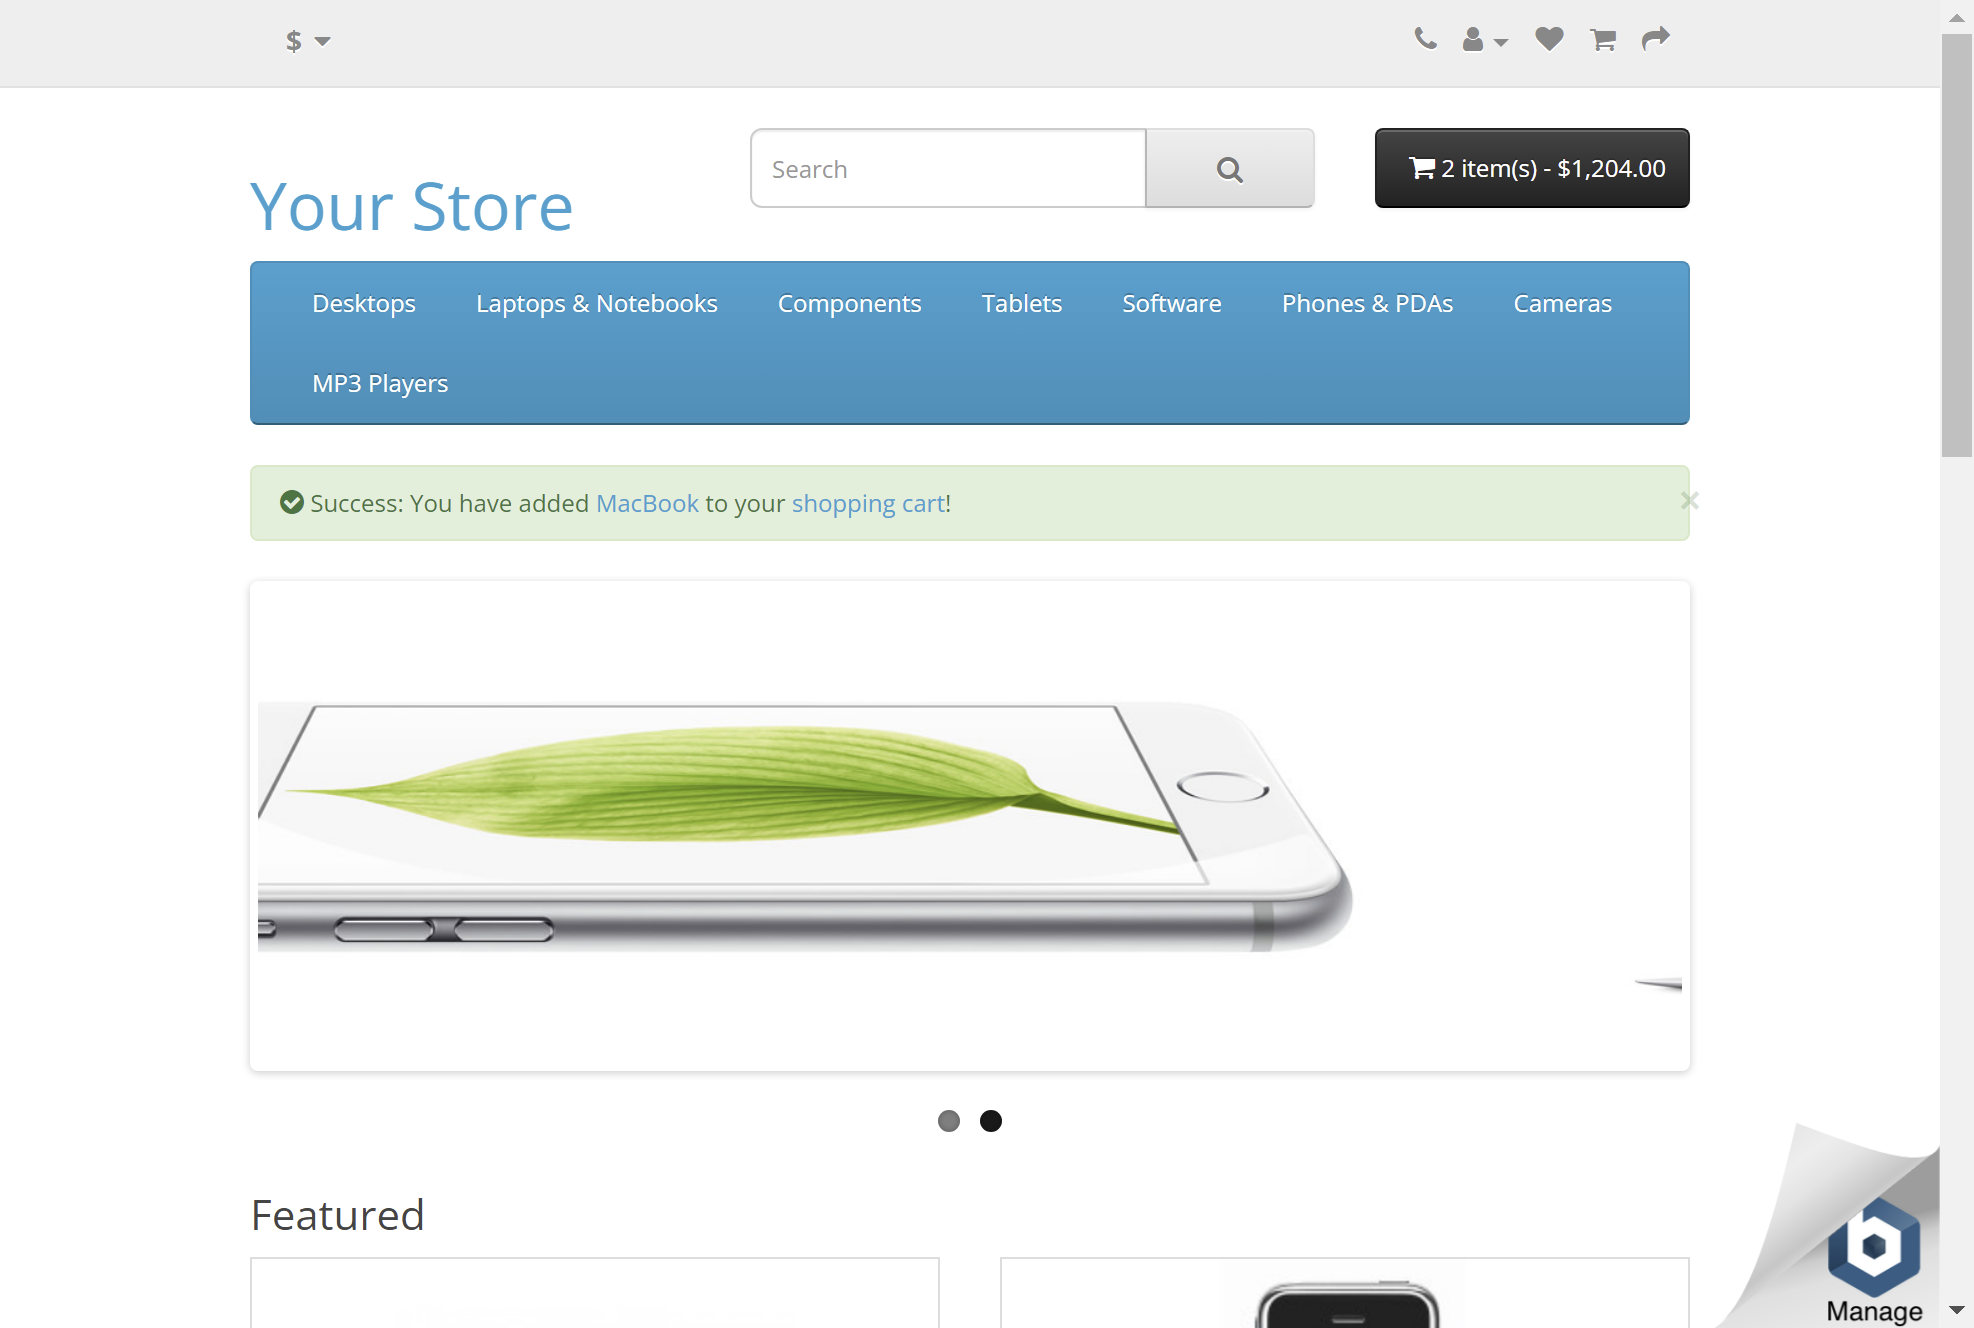 $
Search
2 item(s) - $1,204.00
Your Store
Desktops
Laptops & Notebooks
Components
Tablets
Software
Phones & PDAs
Cameras
MP3 Players
Success: You have added MacBook to your shopping cart!
×
Featured
Manage